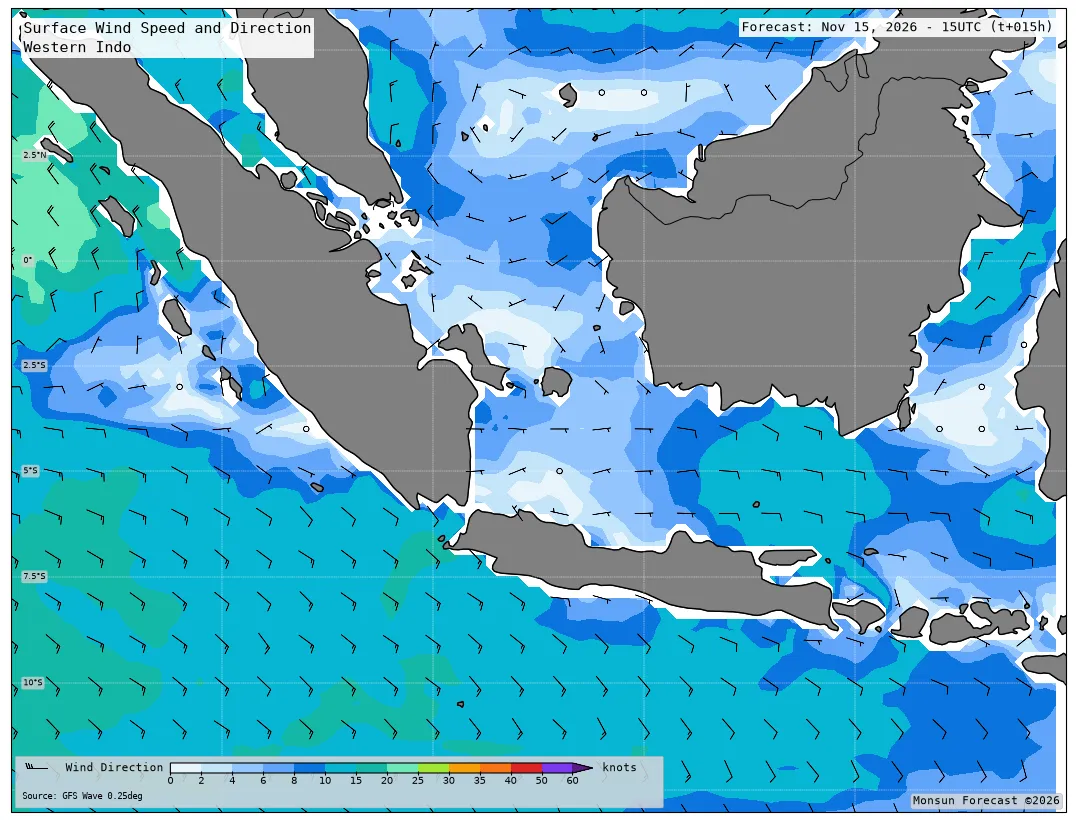 Surface Wind Speed and Direction
Western Indo
Forecast: Nov 15, 2026 - 15UTC (t+015h)
2.5°N
0°
2.5°S
5°S
7.5°S
10°S
Wind Direction
0 2 4 6 8 10 15 20 25 30 35 40 50 60
knots
Source: GFS Wave 0.25deg
Monsun Forecast ©2026